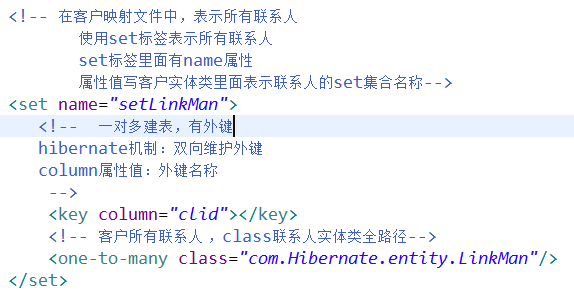 <!-- 在客户映射文件中，表示所有联系人
使用set标签表示所有联系人
set标签里面有name属性
属性值写客户实体类里面表示联系人的set集合名称-->
<set name="setLinkMan">
<!-- 一对多建表，有外键
hibernate机制：双向维护外键
column属性值：外键名称
-->
<key column="clid"></key>
<!-- 客户所有联系人 ，class联系人实体类全路径-->
<one-to-many class="com.Hibernate.entity.LinkMan"/>
</set>